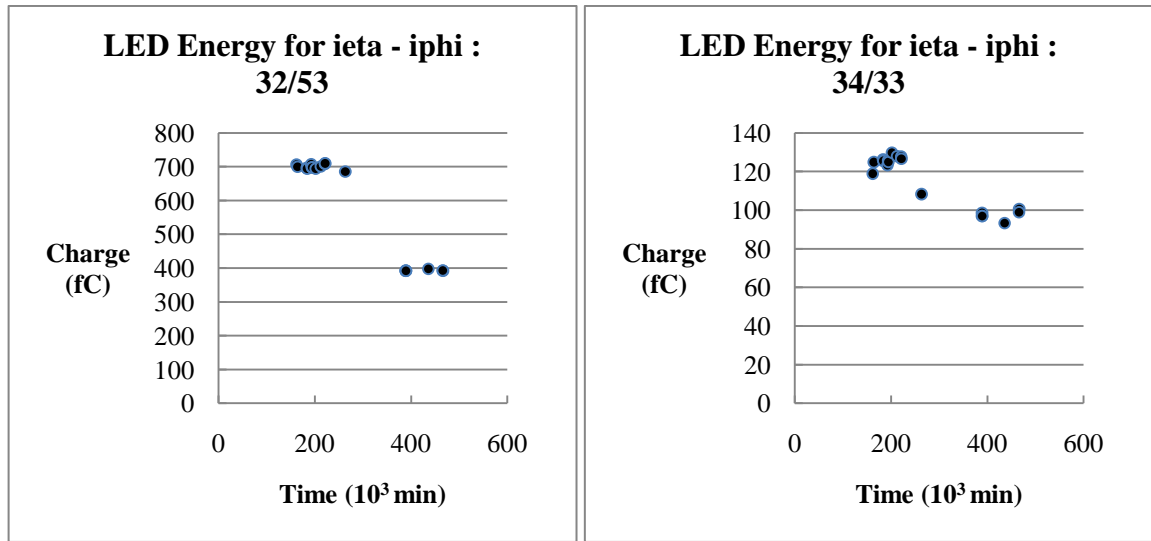 LED Energy for ieta - iphi :
32/53
800
700
600
500
400
300
200
100
0
Charge
(fC)
0 200 400 600
Time (10³ min)
LED Energy for ieta - iphi :
34/33
140
120
100
80
60
40
20
0
Charge
(fC)
0 200 400 600
Time (10³ min)